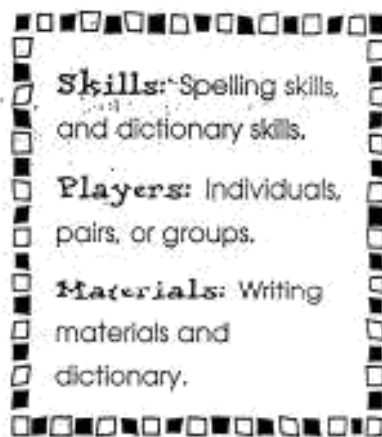 Skills: Spelling skills,
and dictionary skills.
Players: Individuals,
pairs, or groups.
Materials: Writing
materials and
dictionary.